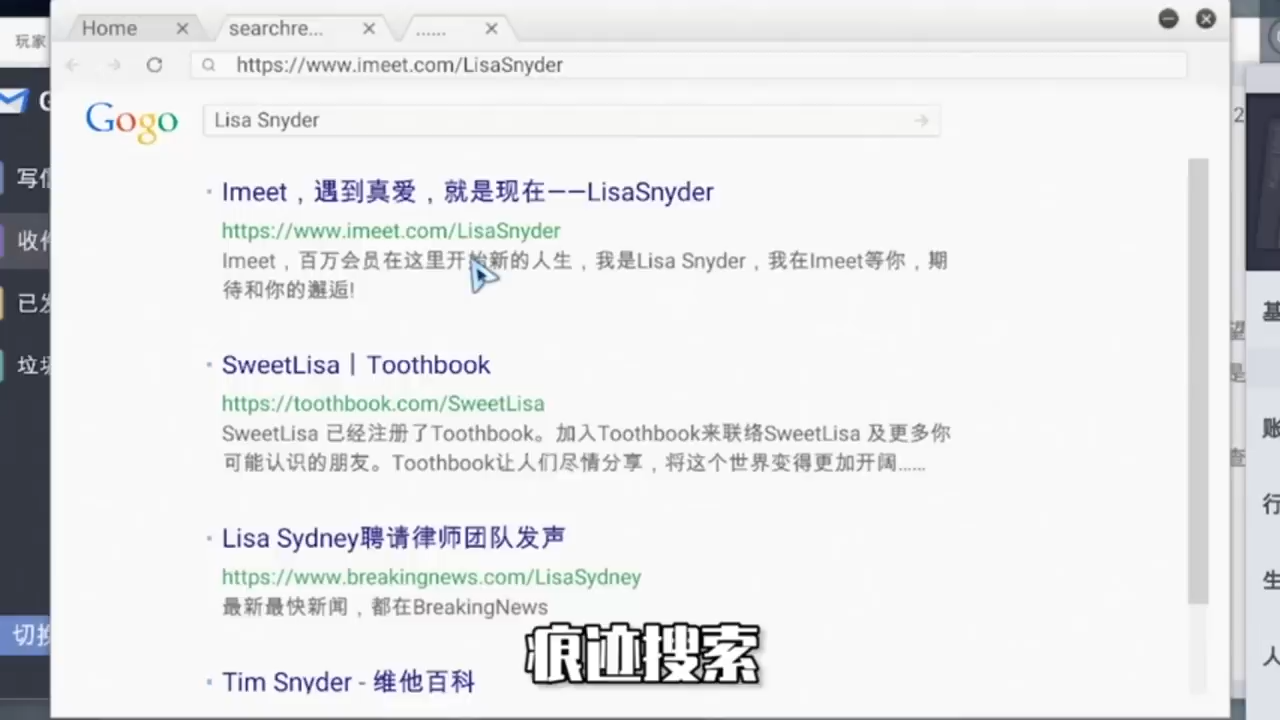 Home
searchre...
......
玩家
https://www.imeet.com/LisaSnyder
G
Gogo
Lisa Snyder
2
写信
收件
已发
垃圾
切换
Imeet，遇到真爱，就是现在——LisaSnyder
https://www.imeet.com/LisaSnyder
Imeet，百万会员在这里开始新的人生，我是Lisa Snyder，我在Imeet等你，期
待和你的邂逅!
SweetLisa｜Toothbook
https://toothbook.com/SweetLisa
SweetLisa 已经注册了Toothbook。加入Toothbook来联络SweetLisa 及更多你
可能认识的朋友。Toothbook让人们尽情分享，将这个世界变得更加开阔......
Lisa Sydney聘请律师团队发声
https://www.breakingnews.com/LisaSydney
最新最快新闻，都在BreakingNews
Tim Snyder - 维他百科
望
是
查
基
账
行
生
人
痕迹搜索